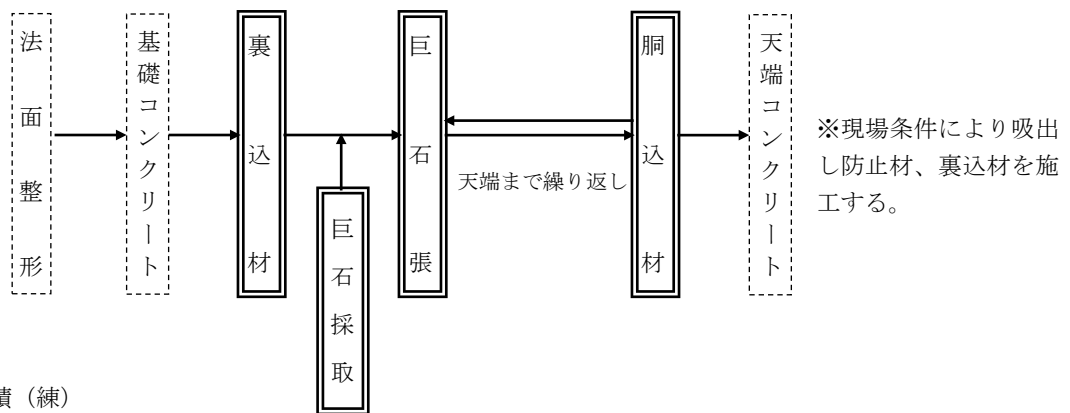 法面整形
基礎コンクリート
裏込材
巨石採取
巨石張
天端まで繰り返し
胴込材
天端コンクリート
※現場条件により吸出
し防止材、裏込材を施
工する。
積（練）